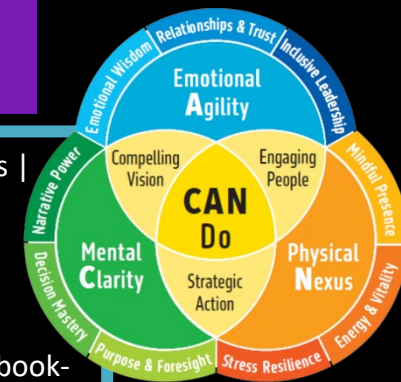 Relationships & Trust
Emotional Wisdom
Inclusive Leadership
Emotional
Agility
s |
Compelling
Vision
Engaging
People
Narrative Power
Mindful Presence
CAN
Do
Mental
Clarity
Physical
Nexus
Strategic
Action
Decision Mastery
Energy & Vitality
Purpose & Foresight
Stress Resilience
book-